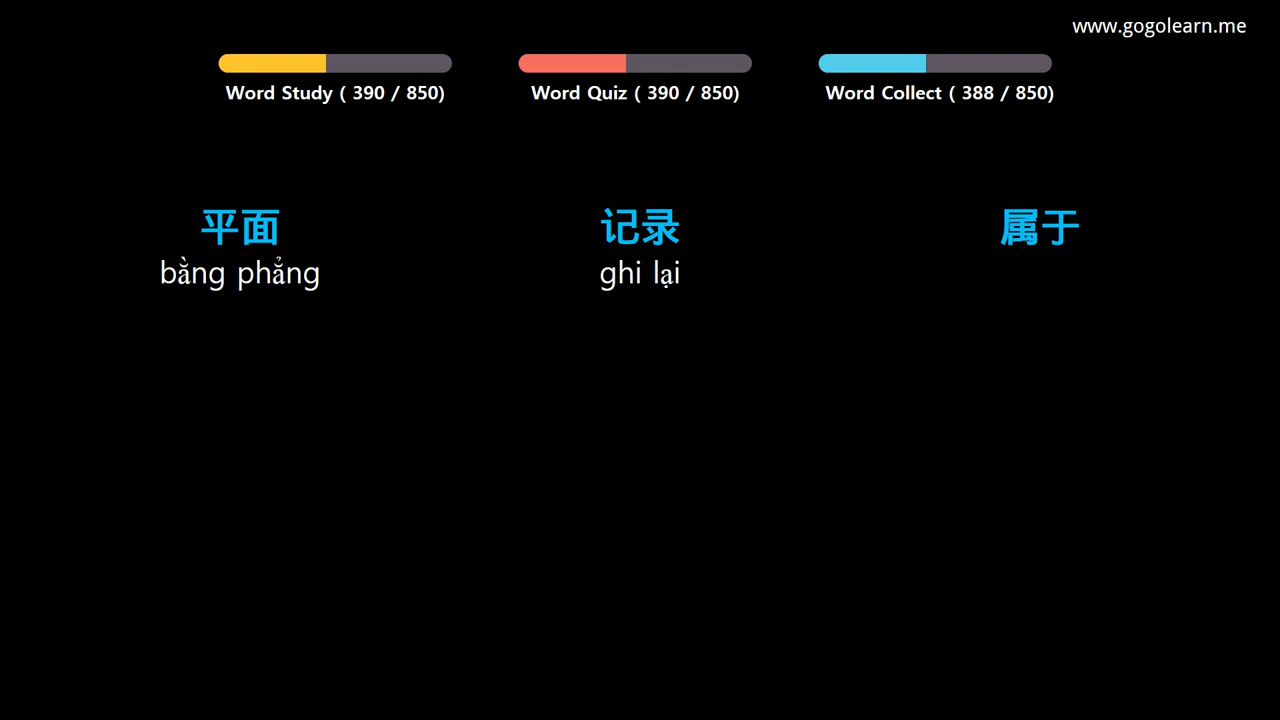 www.gogolearn.me
Word Study ( 390 / 850)
Word Quiz ( 390 / 850)
Word Collect ( 388 / 850)
平面
bằng phẳng
记录
ghi lại
属于